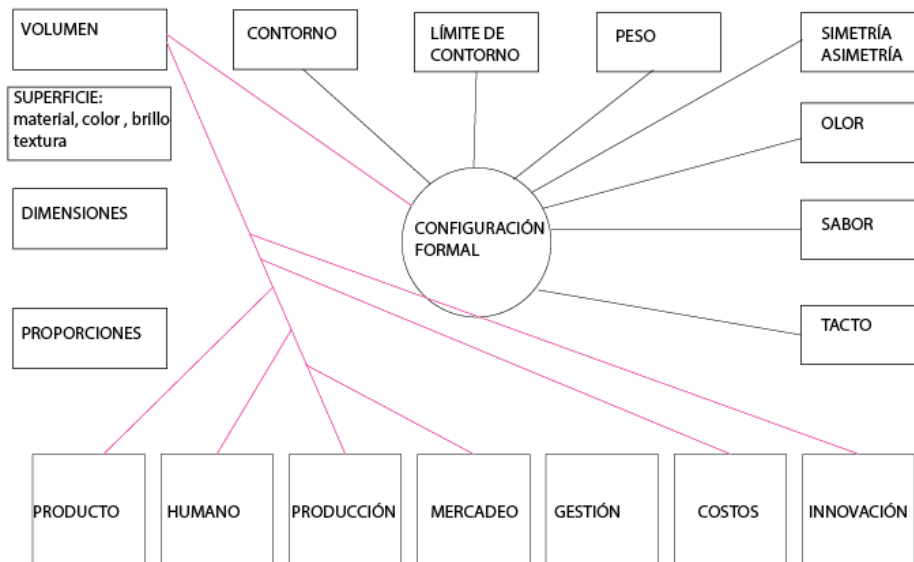 VOLUMEN
CONTORNO
LÍMITE DE
CONTORNO
PESO
SIMETRÍA
ASIMETRÍA
SUPERFICIE:
material, color , brillo
textura
OLOR
DIMENSIONES
CONFIGURACIÓN
FORMAL
SABOR
PROPORCIONES
TACTO
PRODUCTO
HUMANO
PRODUCCIÓN
MERCADEO
GESTIÓN
COSTOS
INNOVACIÓN